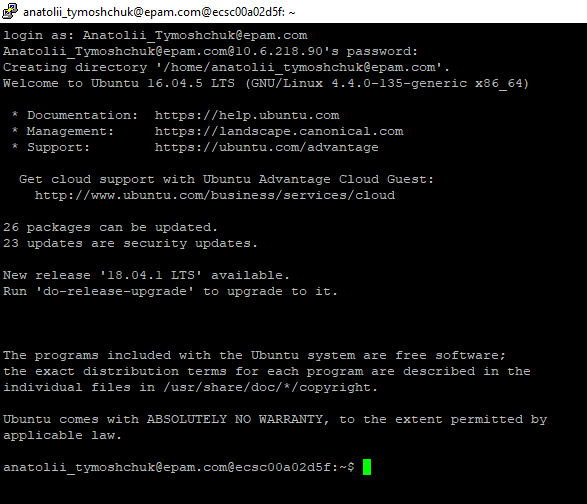 anatolii_tymoshchuk@epam.com@ecsc00a02d5f: ~
login as: Anatolii_Tymoshchuk@epam.com
Anatolii_Tymoshchuk@epam.com@10.6.218.90's password:
Creating directory '/home/anatolii_tymoshchuk@epam.com'.
Welcome to Ubuntu 16.04.5 LTS (GNU/Linux 4.4.0-135-generic x86_64)
* Documentation:  https://help.ubuntu.com
* Management:     https://landscape.canonical.com
* Support:        https://ubuntu.com/advantage
Get cloud support with Ubuntu Advantage Cloud Guest:
http://www.ubuntu.com/business/services/cloud
26 packages can be updated.
23 updates are security updates.
New release '18.04.1 LTS' available.
Run 'do-release-upgrade' to upgrade to it.
The programs included with the Ubuntu system are free software;
the exact distribution terms for each program are described in the
individual files in /usr/share/doc/*/copyright.
Ubuntu comes with ABSOLUTELY NO WARRANTY, to the extent permitted by
applicable law.
anatolii_tymoshchuk@epam.com@ecsc00a02d5f:~$